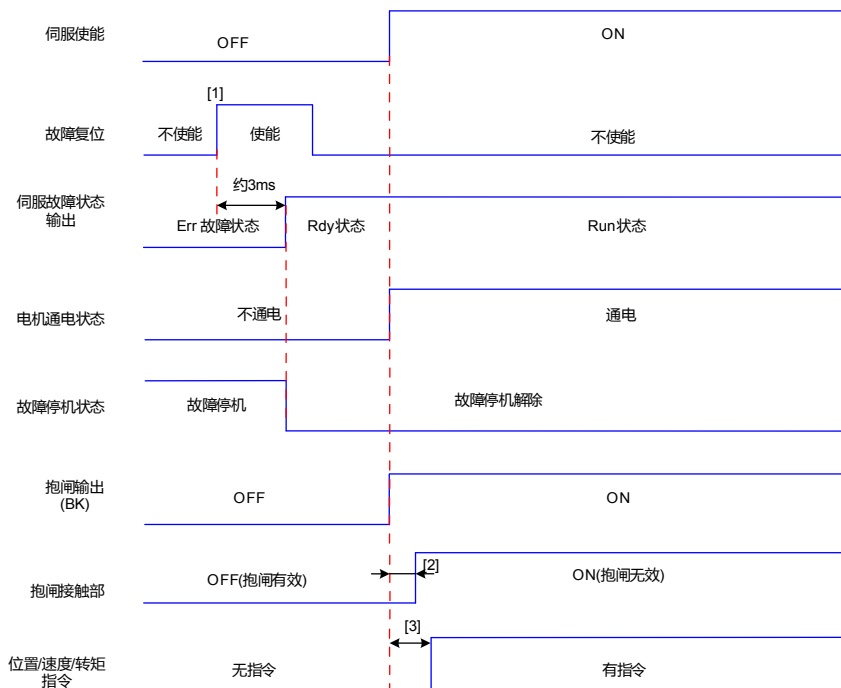 伺服使能
OFF
ON
[1]
故障复位
不使能
使能
不使能
伺服故障状态
输出
约3ms
Err 故障状态
Rdy状态
Run状态
电机通电状态
不通电
通电
故障停机状态
故障停机
故障停机解除
抱闸输出
(BK)
OFF
ON
抱闸接触部
OFF(抱闸有效)
[2]
ON(抱闸无效)
[3]
位置/速度/转矩
指令
无指令
有指令